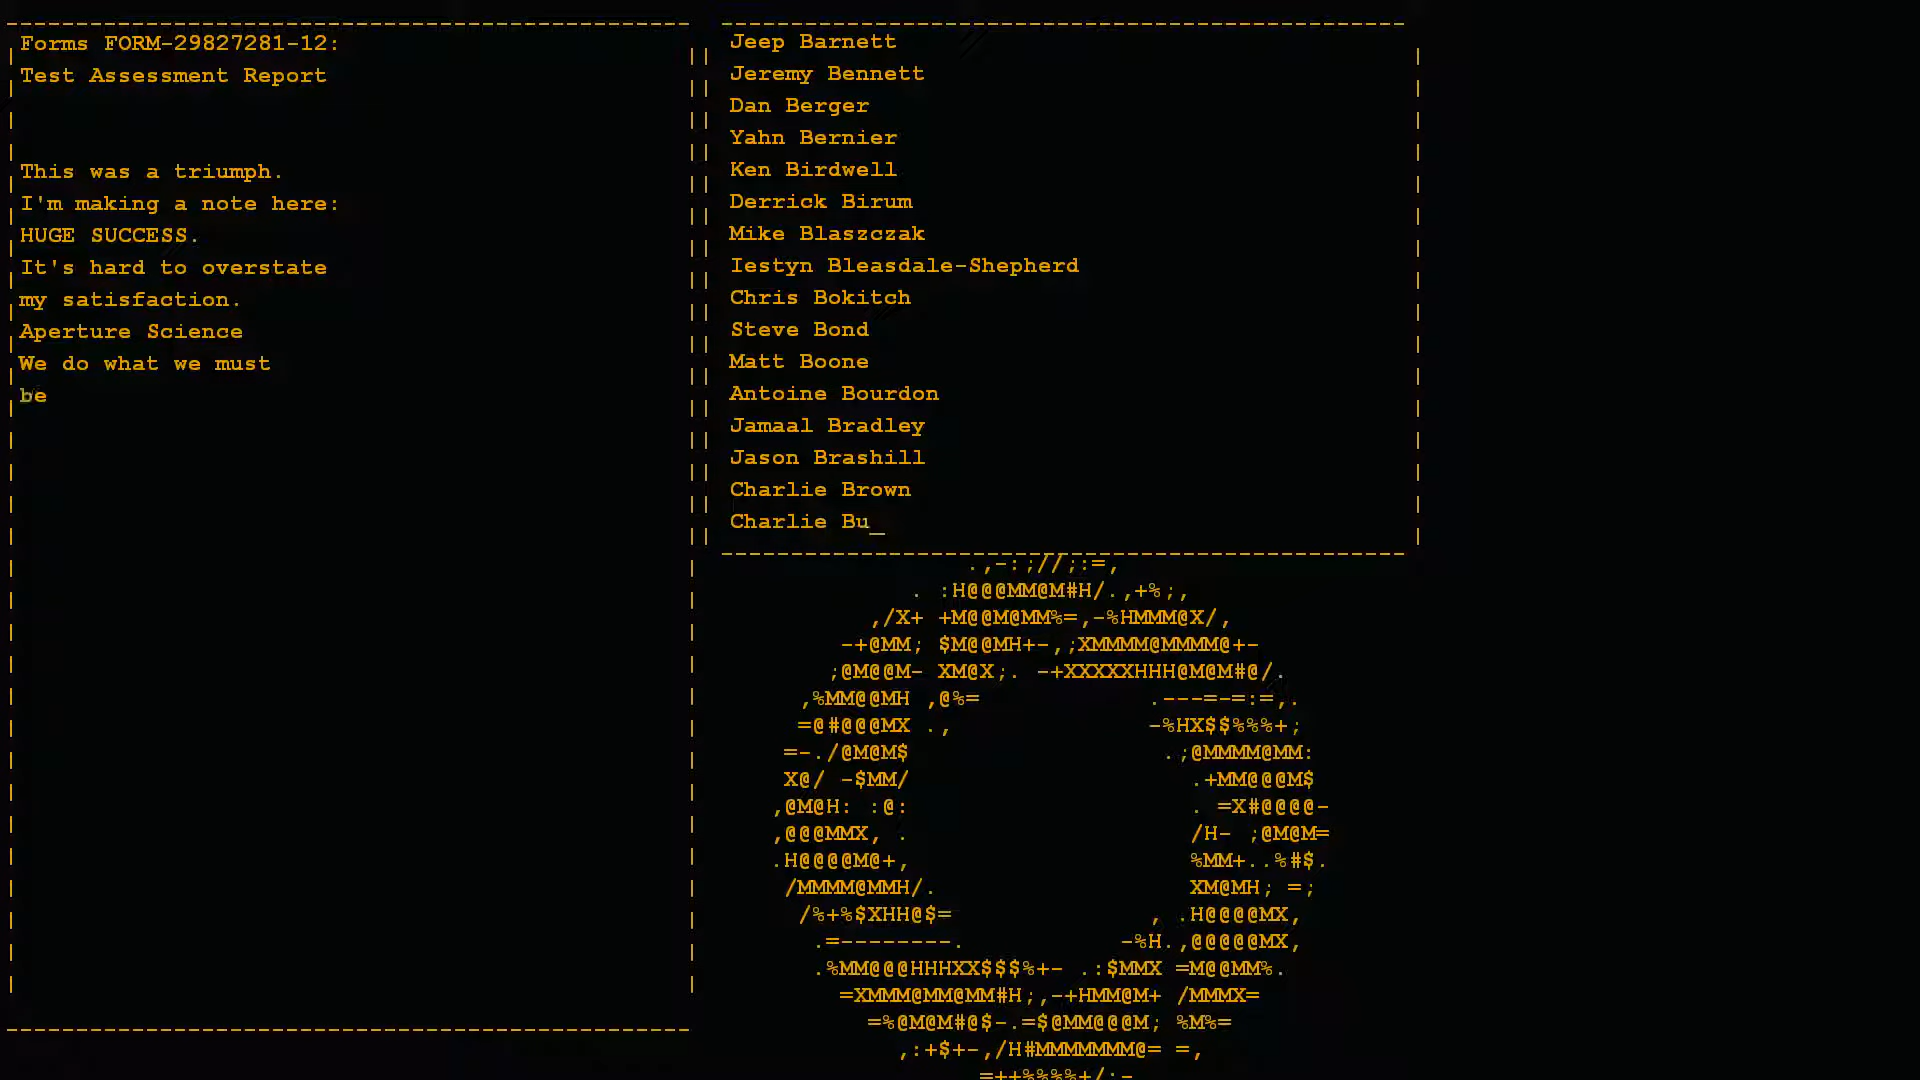 Forms FORM-29827281-12:
Test Assessment Report
This was a triumph.
I'm making a note here:
HUGE SUCCESS.
It's hard to overstate
my satisfaction.
Aperture Science
We do what we must
be
Jeep Barnett
Jeremy Bennett
Dan Berger
Yahn Bernier
Ken Birdwell
Derrick Birum
Mike Blaszczak
Iestyn Bleasdale-Shepherd
Chris Bokitch
Steve Bond
Matt Boone
Antoine Bourdon
Jamaal Bradley
Jason Brashill
Charlie Brown
Charlie Bu_